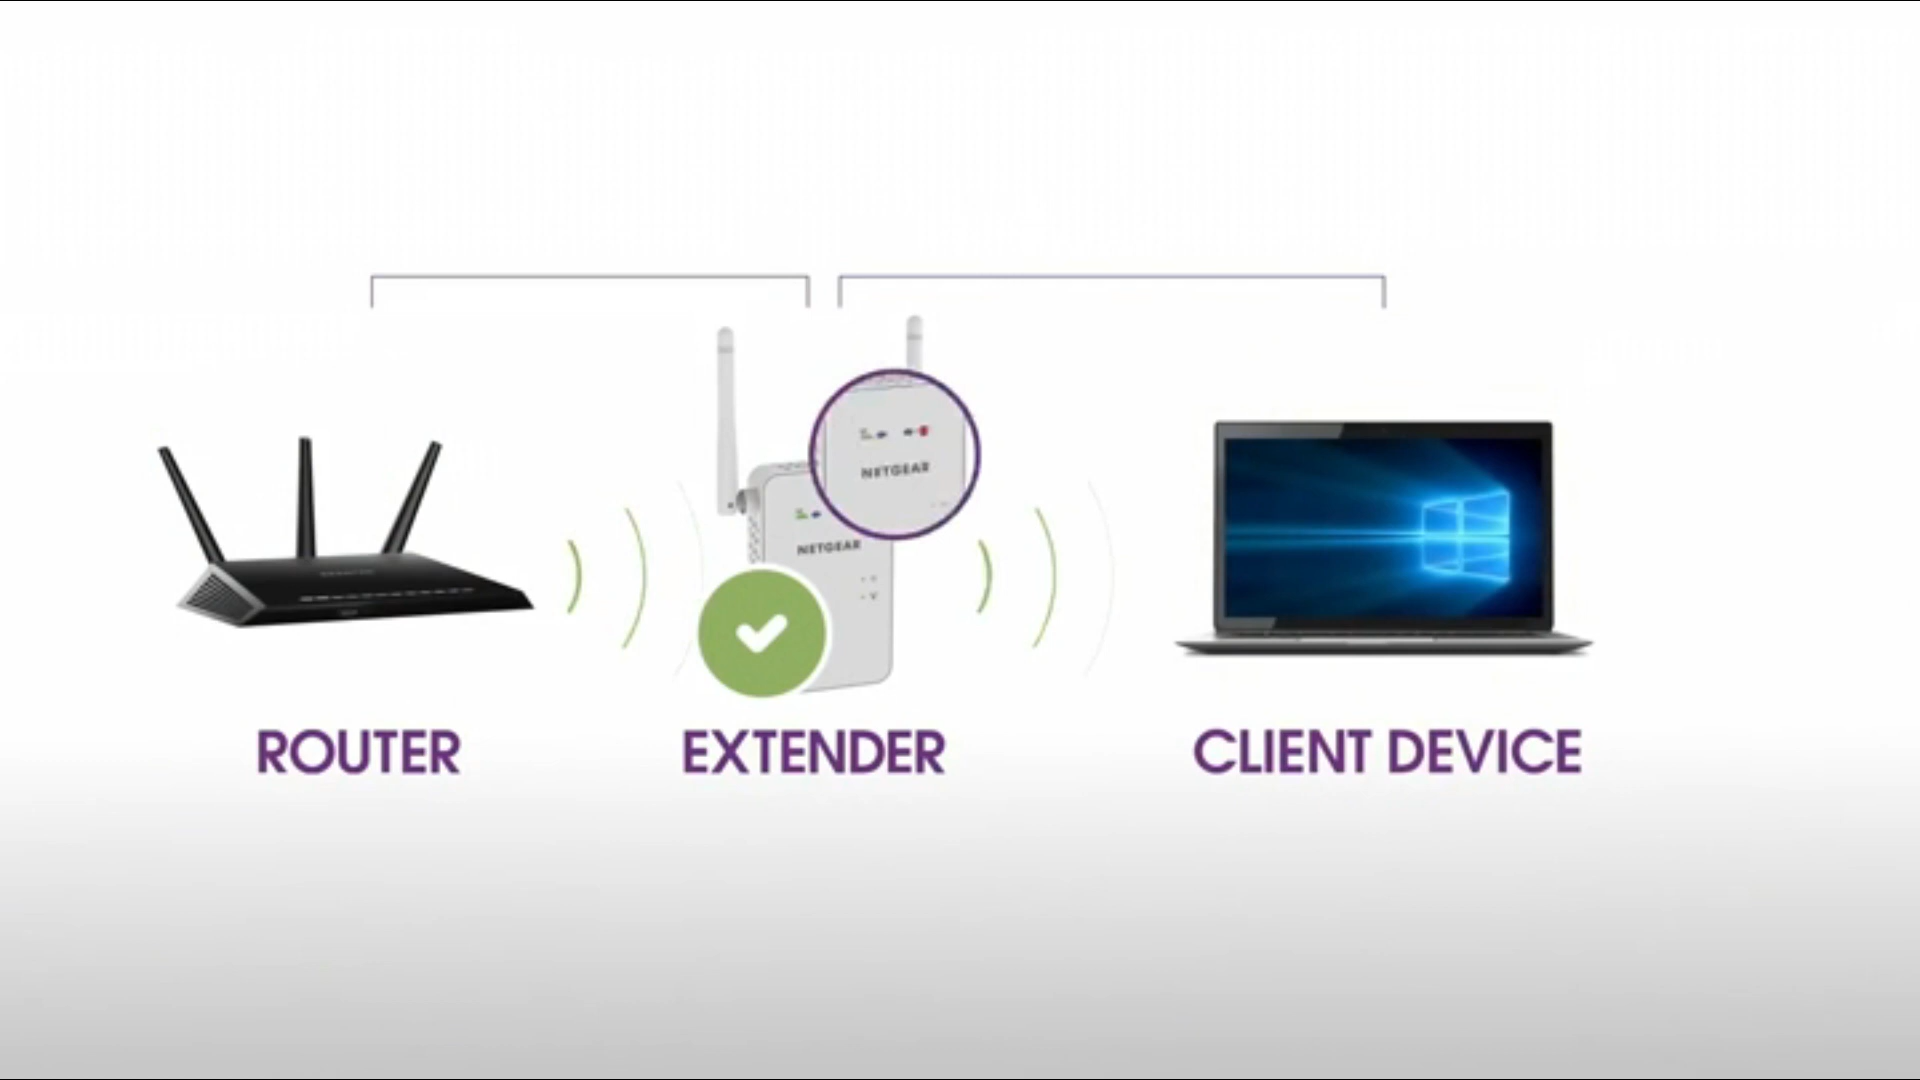 NETGEAR
NETGEAR
ROUTER
EXTENDER
CLIENT DEVICE